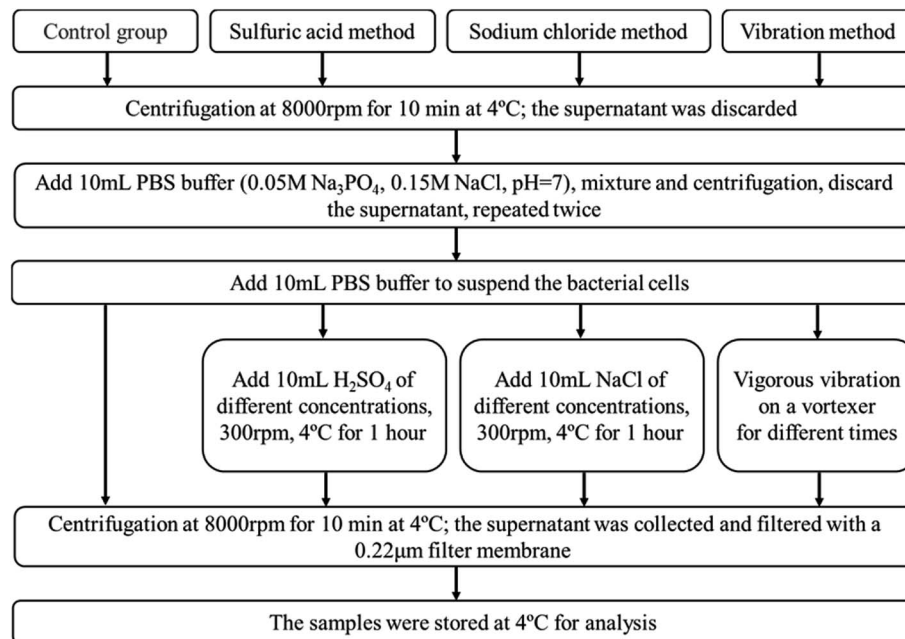 Control group
Sulfuric acid method
Sodium chloride method
Vibration method
Centrifugation at 8000rpm for 10 min at 4ºC; the supernatant was discarded
Add 10mL PBS buffer (0.05M Na₃PO₄, 0.15M NaCl, pH=7), mixture and centrifugation, discard
the supernatant, repeated twice
Add 10mL PBS buffer to suspend the bacterial cells
Add 10mL H₂SO₄ of
different concentrations,
300rpm, 4ºC for 1 hour
Add 10mL NaCl of
different concentrations,
300rpm, 4ºC for 1 hour
Vigorous vibration
on a vortexer
for different times
Centrifugation at 8000rpm for 10 min at 4ºC; the supernatant was collected and filtered with a
0.22μm filter membrane
The samples were stored at 4ºC for analysis